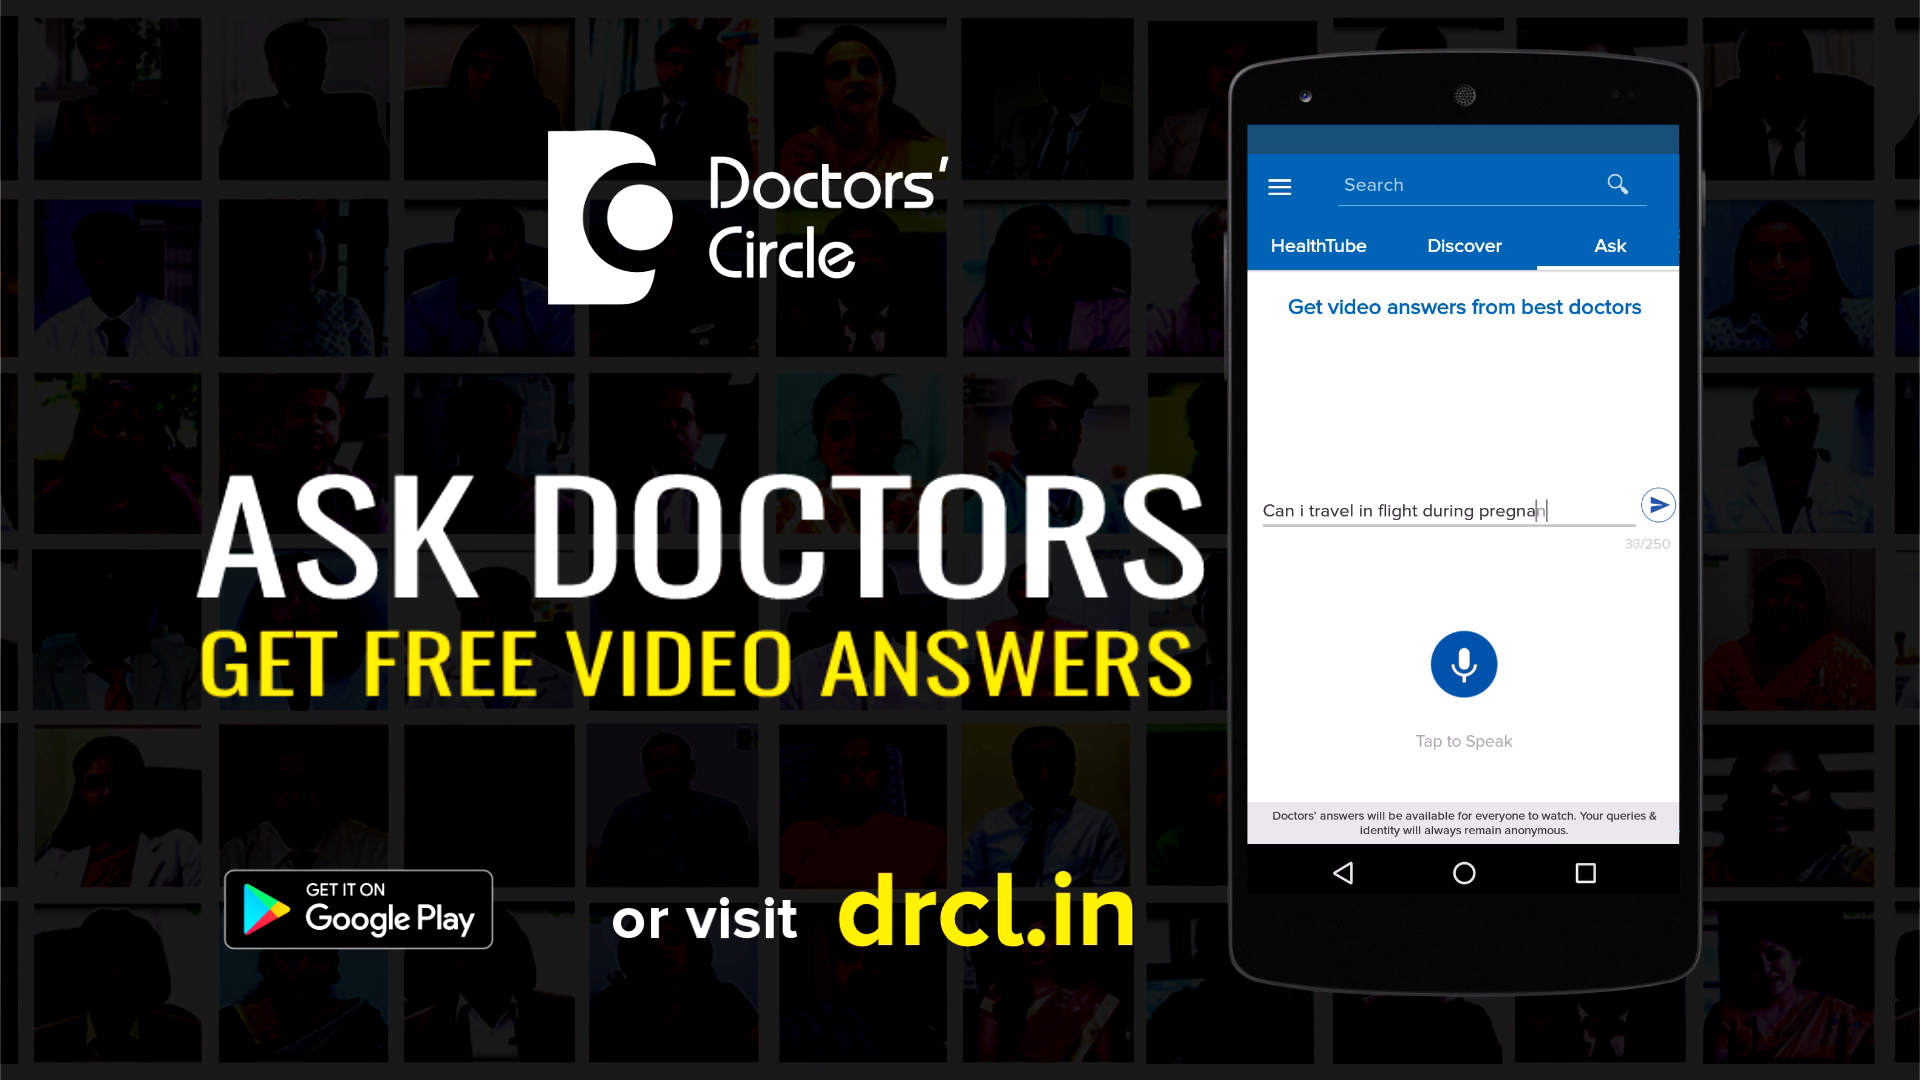 Doctors'
Circle
ASK DOCTORS
GET FREE VIDEO ANSWERS
GET IT ON
Google Play
or visit drcl.in
Search
HealthTube Discover Ask
Get video answers from best doctors
Can i travel in flight during pregnan
/250
Tap to Speak
Doctors' answers will be available for everyone to watch. Your queries &
identity will always remain anonymous.